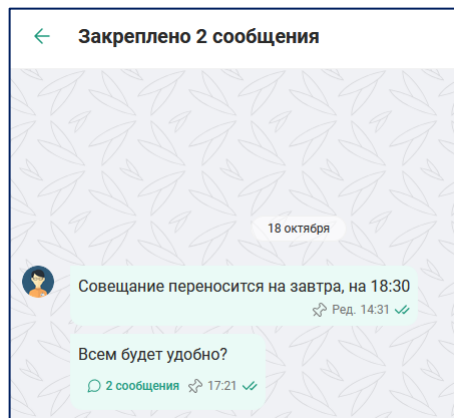 Закреплено 2 сообщения
18 октября
Совещание переносится на завтра, на 18:30
Ред. 14:31
Всем будет удобно?
2 сообщения 17:21